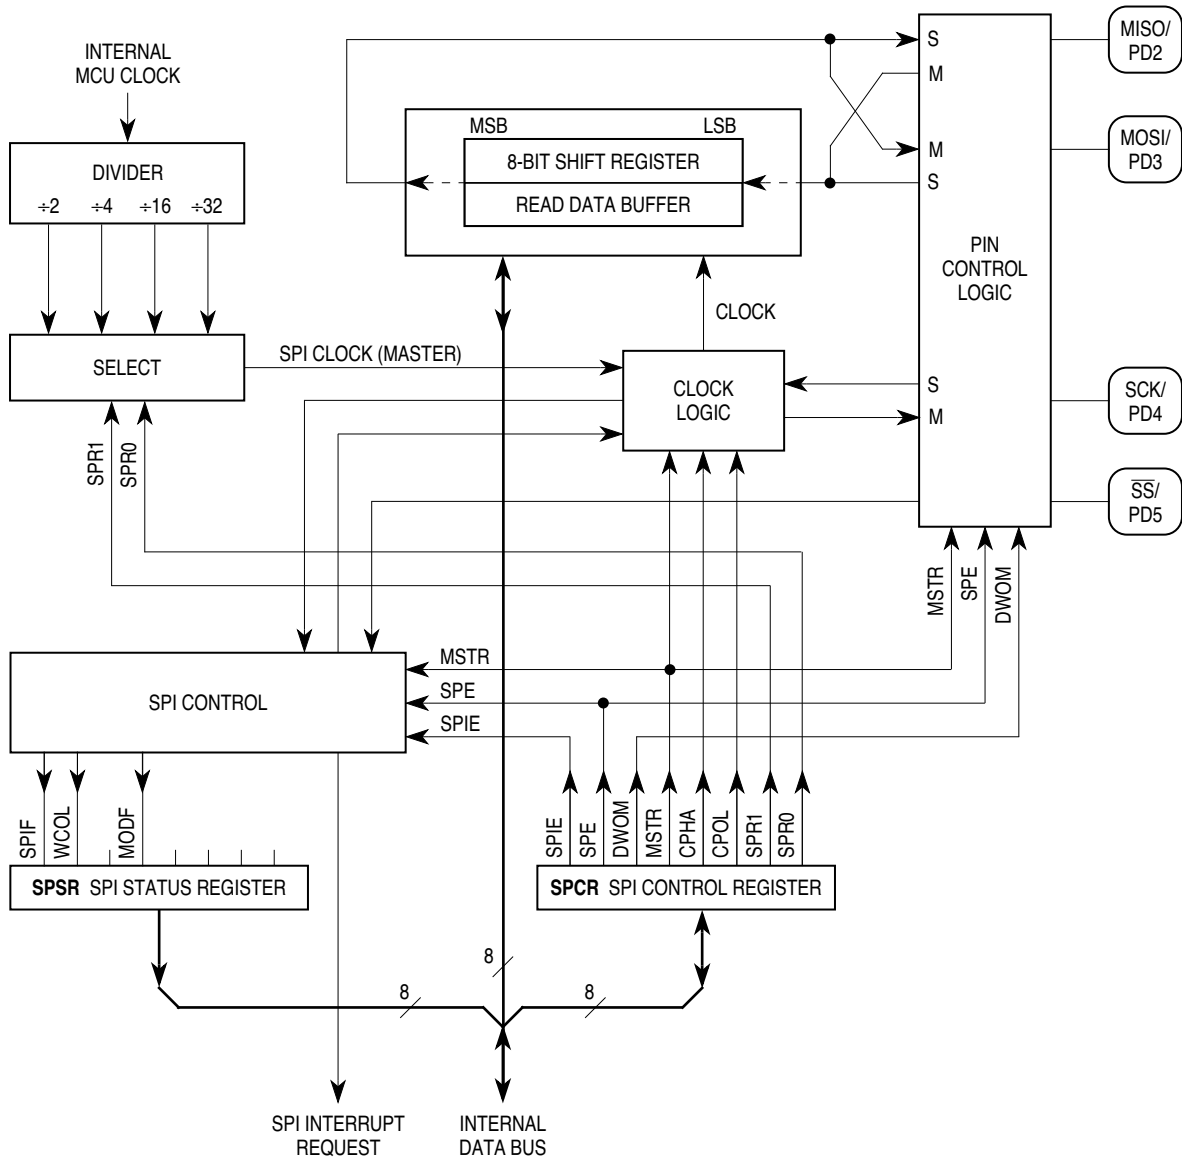 INTERNAL
MCU CLOCK
DIVIDER
÷2 ÷4 ÷16 ÷32
SELECT
SPR1
SPR0
SPI CLOCK (MASTER)
MSB LSB
8-BIT SHIFT REGISTER
READ DATA BUFFER
CLOCK
CLOCK
LOGIC
S
M
M
S
PIN
CONTROL
LOGIC
S
M
MISO/
PD2
MOSI/
PD3
SCK/
PD4
SS/
PD5
MSTR
SPE
DWOM
SPI CONTROL
MSTR
SPE
SPIE
SPIF
WCOL
MODF
SPSR SPI STATUS REGISTER
SPIE
SPE
DWOM
MSTR
CPHA
CPOL
SPR1
SPR0
SPCR SPI CONTROL REGISTER
8
8
8
SPI INTERRUPT
REQUEST
INTERNAL
DATA BUS